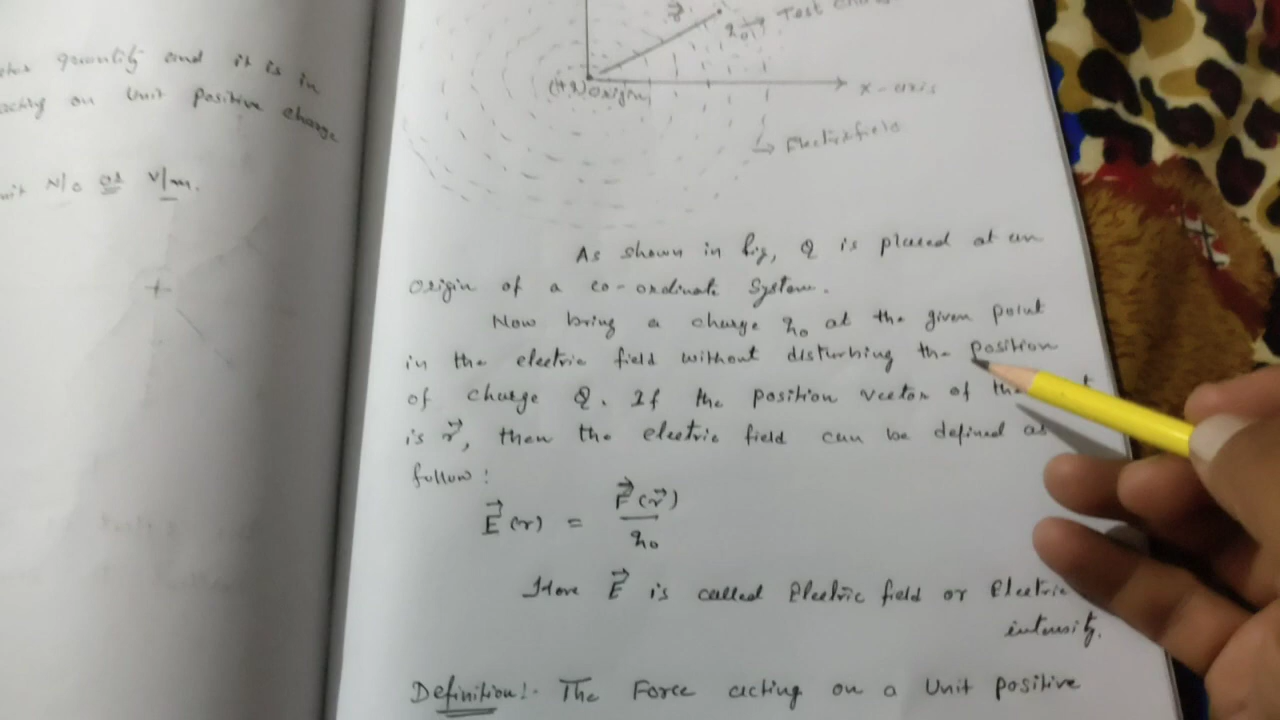 quantity and it is in
acting on Unit positive charge
N/c or V/m.
Test
(+Q) origin
x-axis
Electric field
As shown in fig, Q is placed at an
origin of a co-ordinate System.
Now bring a charge q₀ at the given point
in the electric field without disturbing the position
of charge Q. If the position vector of the
is r⃗, then the electric field can be defined as
follow:
E⃗(r) = F⃗(r⃗) / q₀
Here E⃗ is called Electric field or Electric
intensity.
Definition:- The Force acting on a Unit positive